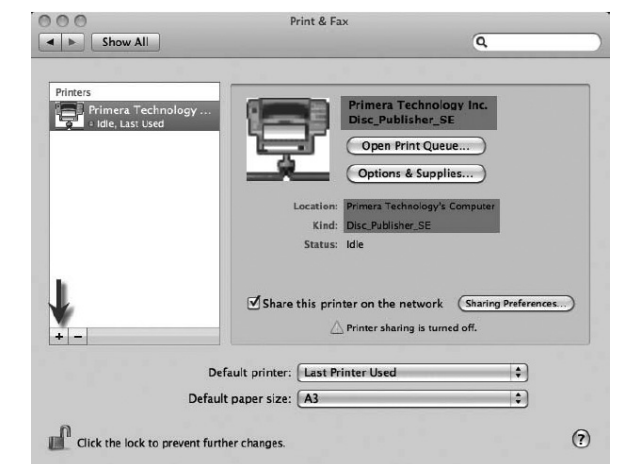 Print & Fax
Show All
Printers
Primera Technology ...
Idle, Last Used
Primera Technology Inc.
Disc_Publisher_SE
Open Print Queue...
Options & Supplies...
Location: Primera Technology's Computer
Kind: Disc_Publisher_SE
Status: Idle
Share this printer on the network
Sharing Preferences...
Printer sharing is turned off.
+ −
Default printer: Last Printer Used
Default paper size: A3
Click the lock to prevent further changes.
?